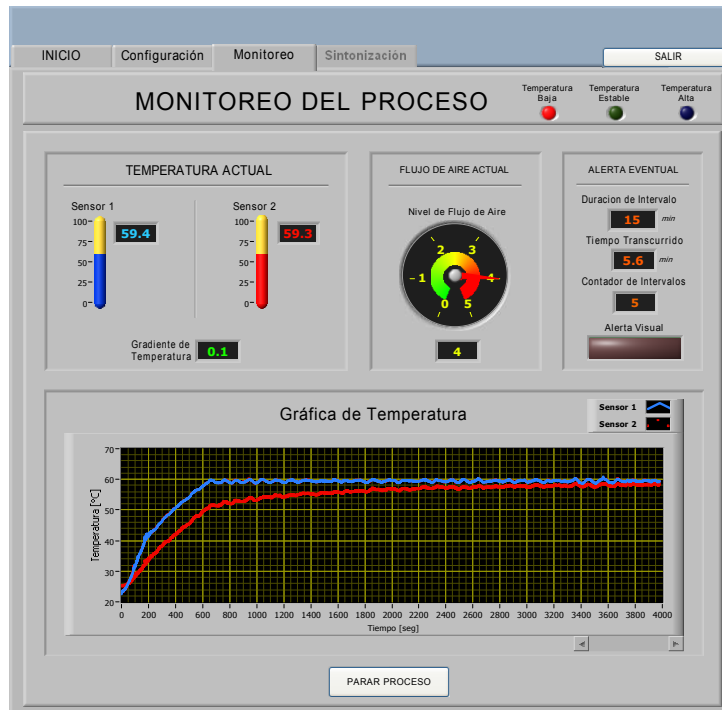 INICIO
Configuración
Monitoreo
Sintonización
SALIR
MONITOREO DEL PROCESO
Temperatura
Baja
Temperatura
Estable
Temperatura
Alta
TEMPERATURA ACTUAL
Sensor 1
100
75
50
25
0
59.4
Sensor 2
100
75
50
25
0
59.3
Gradiente de
Temperatura
0.1
FLUJO DE AIRE ACTUAL
Nivel de Flujo de Aire
0
1
2
3
4
5
4
ALERTA EVENTUAL
Duracion de Intervalo
15 min
Tiempo Transcurrido
5.6 min
Contador de Intervalos
5
Alerta Visual
Gráfica de Temperatura
Sensor 1
Sensor 2
Temperatura [ºC]
70
60
50
40
30
20
0 200 400 600 800 1000 1200 1400 1600 1800 2000 2200 2400 2600 2800 3000 3200 3400 3600 3800 4000
Tiempo [seg]
PARAR PROCESO